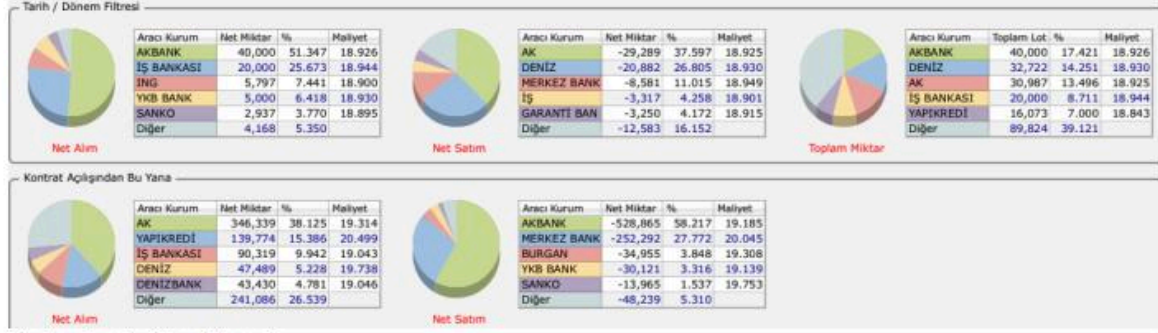 Tarih / Dönem Filtresi
Aracı Kurum Net Miktar % Maliyet
AKBANK 40,000 51.347 18.926
İŞ BANKASI 20,000 25.673 18.944
ING 5,797 7.441 18.900
YKB BANK 5,000 6.418 18.930
SANKO 2,937 3.770 18.895
Diğer 4,168 5.350
Net Alım
Aracı Kurum Net Miktar % Maliyet
AK -29,289 37.597 18.925
DENİZ -20,882 26.805 18.930
MERKEZ BANK -8,581 11.015 18.949
İŞ -3,317 4.258 18.901
GARANTİ BAN -3,250 4.172 18.915
Diğer -12,583 16.152
Net Satım
Aracı Kurum Toplam Lot % Maliyet
AKBANK 40,000 17.421 18.926
DENİZ 32,722 14.251 18.930
AK 30,987 13.496 18.925
İŞ BANKASI 20,000 8.711 18.944
YAPIKREDİ 16,073 7.000 18.843
Diğer 89,824 39.121
Toplam Miktar
Kontrat Açılışından Bu Yana
Aracı Kurum Net Miktar % Maliyet
AK 346,339 38.125 19.314
YAPIKREDİ 139,774 15.386 20.499
İŞ BANKASI 90,319 9.942 19.043
DENİZ 47,489 5.228 19.738
DENİZBANK 43,430 4.781 19.046
Diğer 241,086 26.539
Net Alım
Aracı Kurum Net Miktar % Maliyet
AKBANK -528,865 58.217 19.185
MERKEZ BANK -252,292 27.772 20.045
BURGAN -34,955 3.848 19.308
YKB BANK -30,121 3.316 19.139
SANKO -13,965 1.537 19.753
Diğer -48,239 5.310
Net Satım